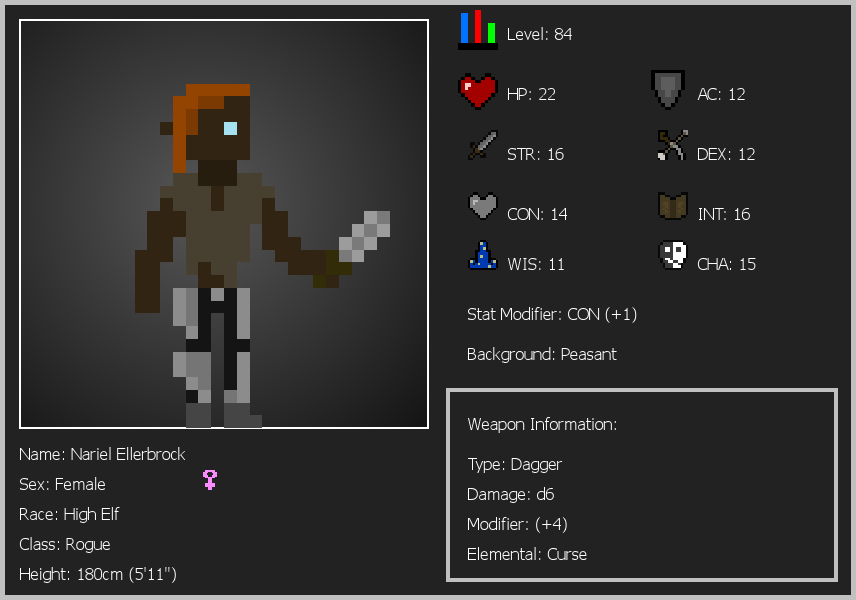 Level: 84
HP: 22
AC: 12
STR: 16
DEX: 12
CON: 14
INT: 16
WIS: 11
CHA: 15
Stat Modifier: CON (+1)
Background: Peasant
Weapon Information:
Type: Dagger
Damage: d6
Modifier: (+4)
Elemental: Curse
Name: Nariel Ellerbrock
Sex: Female
Race: High Elf
Class: Rogue
Height: 180cm (5'11")